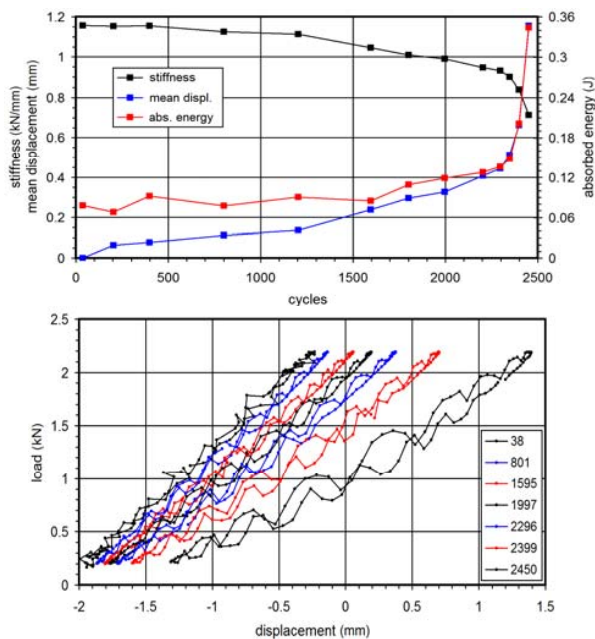 1.2
1
0.8
0.6
0.4
0.2
0
stiffness (kN/mm)
mean displacement (mm)
stiffness
mean displ.
abs. energy
0.36
0.3
0.24
0.18
0.12
0.06
0
absorbed energy (J)
0 500 1000 1500 2000 2500
cycles
2.5
2
1.5
1
0.5
0
load (kN)
38
801
1595
1997
2296
2399
2450
-2 -1.5 -1 -0.5 0 0.5 1 1.5
displacement (mm)